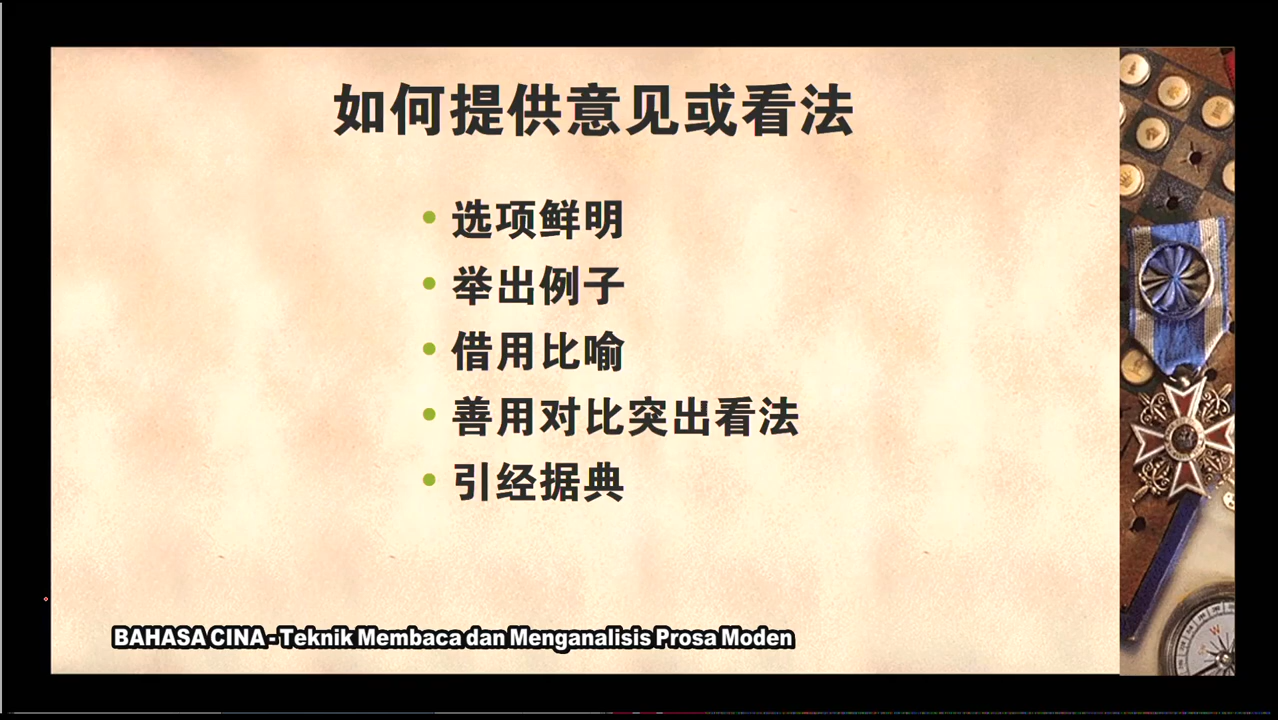 如何提供意见或看法
• 选项鲜明
• 举出例子
• 借用比喻
• 善用对比突出看法
• 引经据典
BAHASA CINA - Teknik Membaca dan Menganalisis Prosa Moden